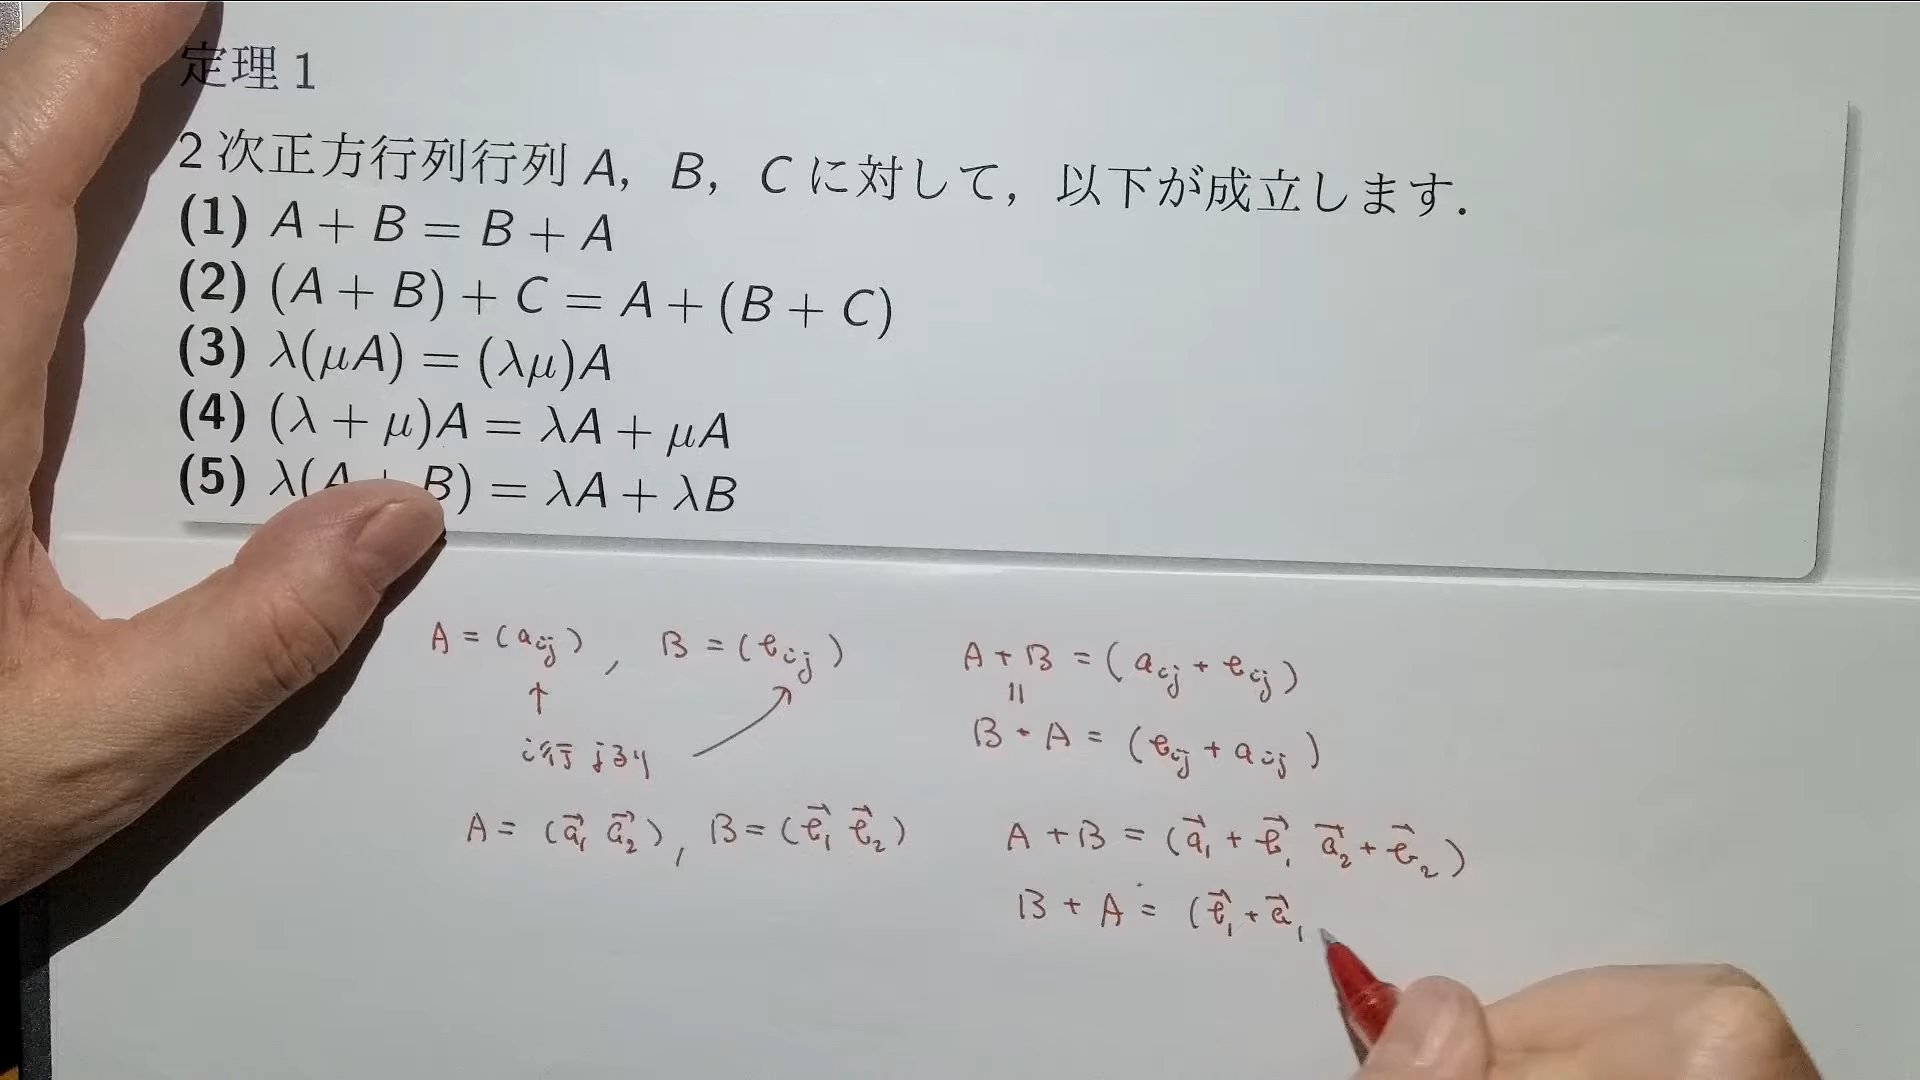 定理1
2次正方行列行列 A, B, C に対して, 以下が成立します.
(1) A + B = B + A
(2) (A + B) + C = A + (B + C)
(3) λ(μA) = (λμ)A
(4) (λ + μ)A = λA + μA
(5) λ(A + B) = λA + λB
A = (aij), B = (bij)
↑
i行 j列
A + B = (aij + bij)
||
B + A = (bij + aij)
A = (a⃗1 a⃗2), B = (b⃗1 b⃗2)
A + B = (a⃗1 + b⃗1 a⃗2 + b⃗2)
B + A = (b⃗1 + a⃗1